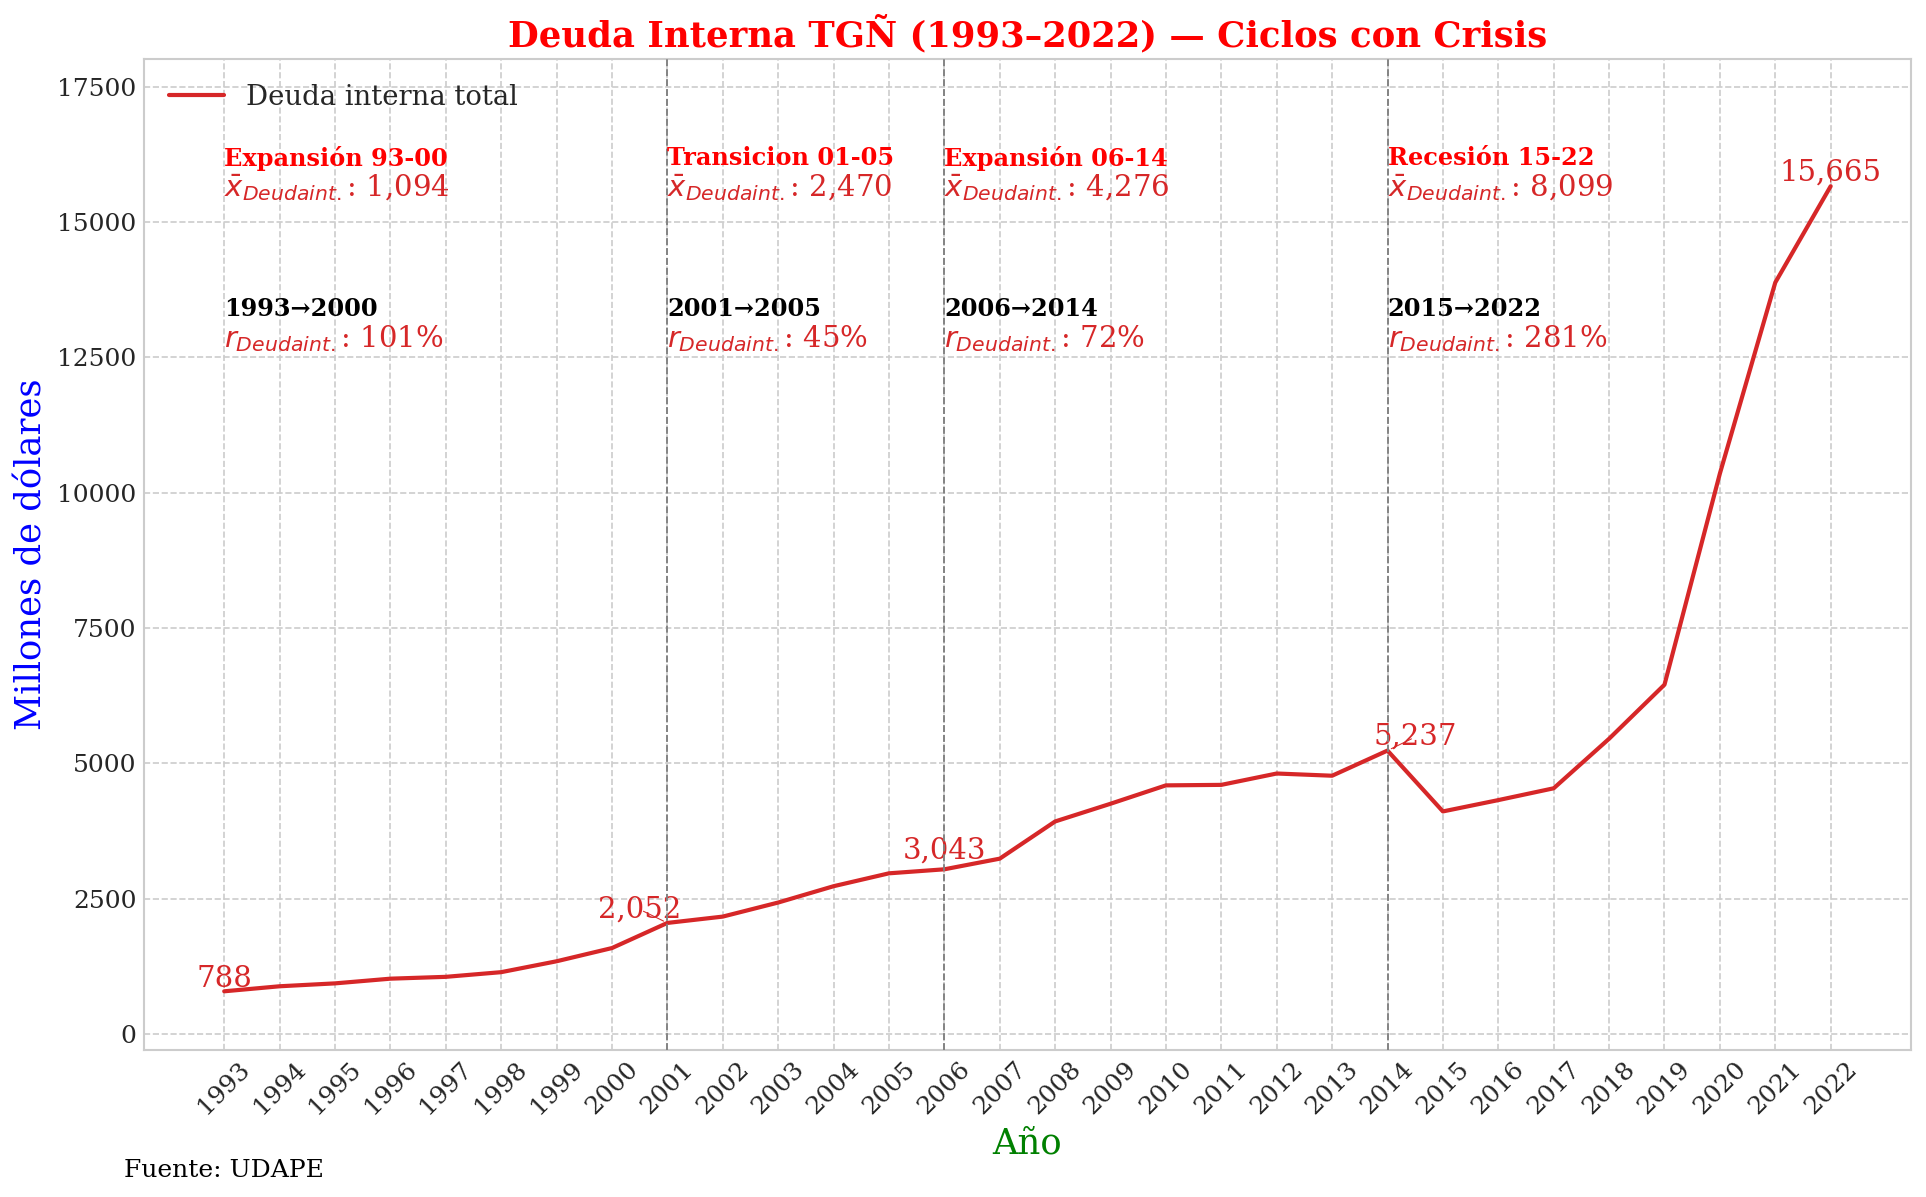 Deuda Interna TGÑ (1993–2022) — Ciclos con Crisis
Deuda interna total
Expansión 93-00
x̄Deudaint.: 1,094
Transicion 01-05
x̄Deudaint.: 2,470
Expansión 06-14
x̄Deudaint.: 4,276
Recesión 15-22
x̄Deudaint.: 8,099
1993→2000
rDeudaint.: 101%
2001→2005
rDeudaint.: 45%
2006→2014
rDeudaint.: 72%
2015→2022
rDeudaint.: 281%
15,665
5,237
3,043
2,052
788
Millones de dólares
17500
15000
12500
10000
7500
5000
2500
0
1993
1994
1995
1996
1997
1998
1999
2000
2001
2002
2003
2004
2005
2006
2007
2008
2009
2010
2011
2012
2013
2014
2015
2016
2017
2018
2019
2020
2021
2022
Año
Fuente: UDAPE